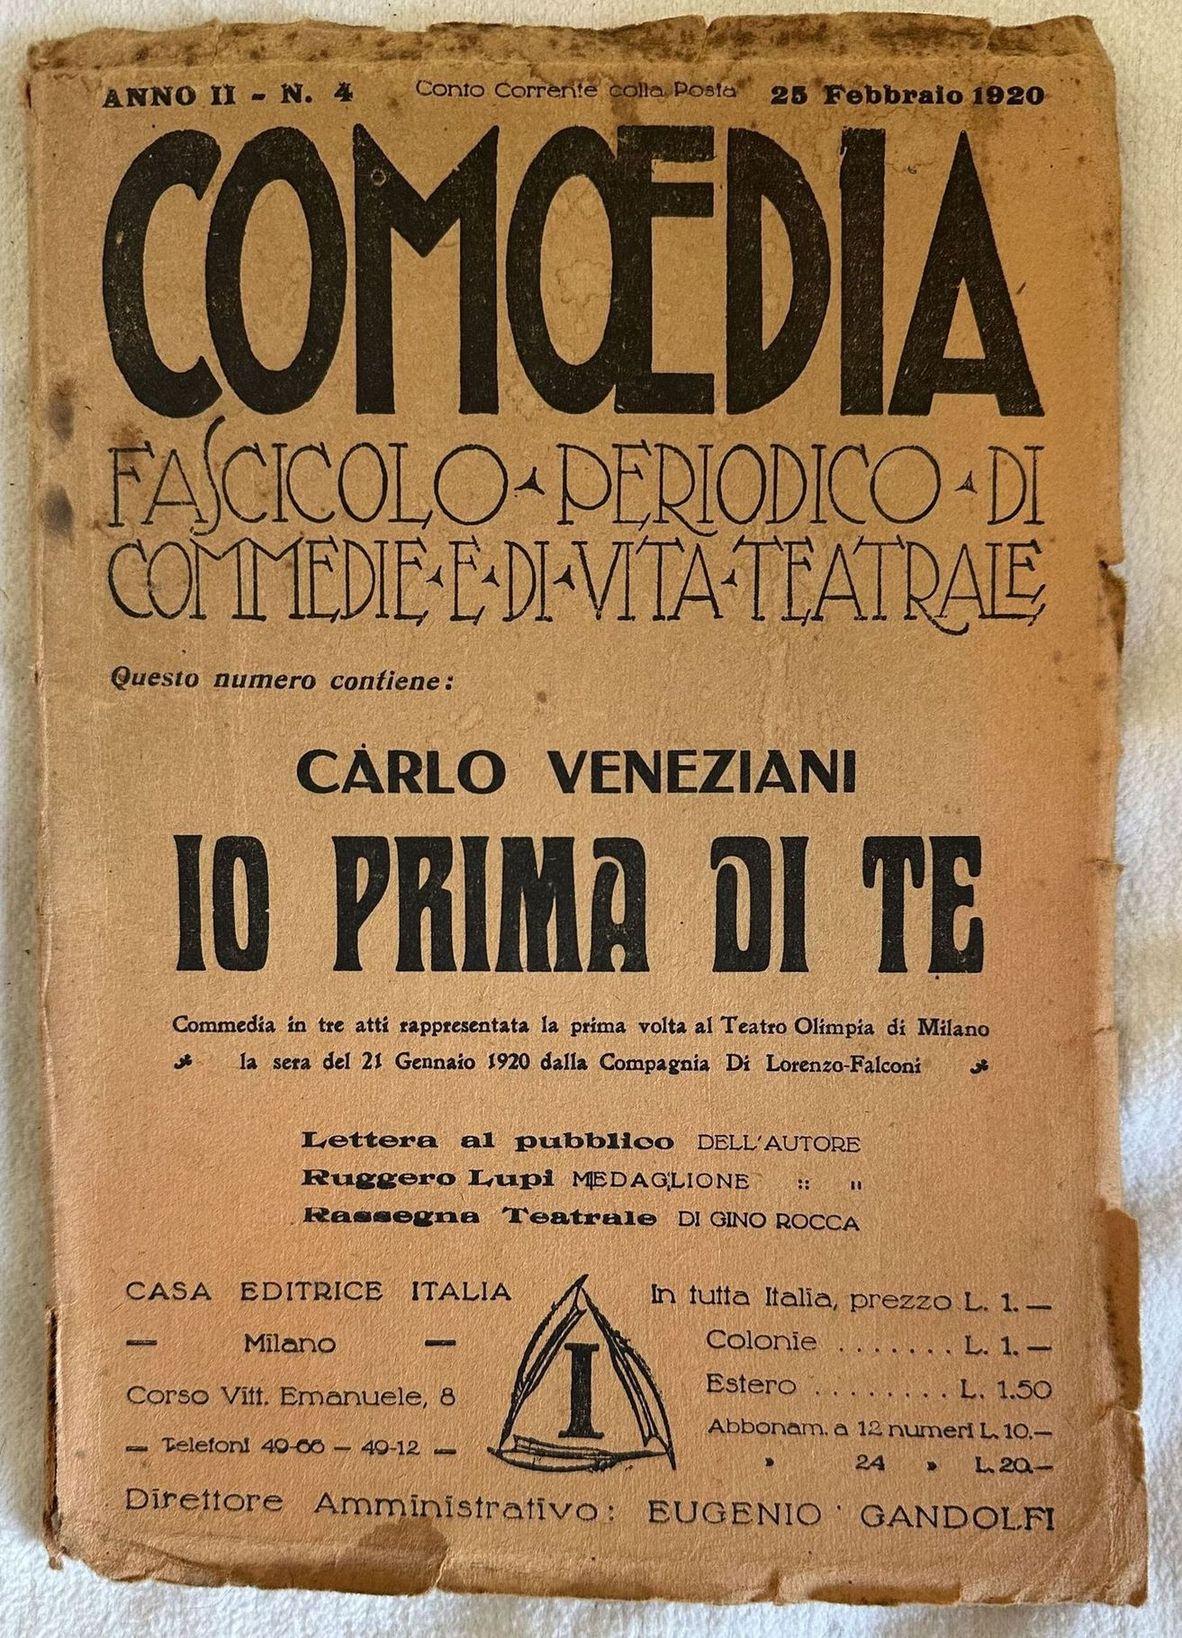 ANNO II - N. 4 Conto Corrente colla Posta 25 Febbraio 1920
COMŒDIA
FASCICOLO PERIODICO DI
COMMEDIE E DI VITA TEATRALE
Questo numero contiene:
CARLO VENEZIANI
IO PRIMA DI TE
Commedia in tre atti rappresentata la prima volta al Teatro Olimpia di Milano
la sera del 21 Gennaio 1920 dalla Compagnia Di Lorenzo-Falconi
Lettera al pubblico DELL'AUTORE
Ruggero Lupi MEDAGLIONE :: "
Rassegna Teatrale DI GINO ROCCA
CASA EDITRICE ITALIA
— Milano —
Corso Vitt. Emanuele, 8
— Telefoni 40-66 — 49-12 —
I
In tutta Italia, prezzo L. 1.—
Colonie ....... L. 1.—
Estero ........ L. 1.50
Abbonam. a 12 numeri L. 10.—
» 24 » L. 20.—
Direttore Amministrativo: EUGENIO GANDOLFI